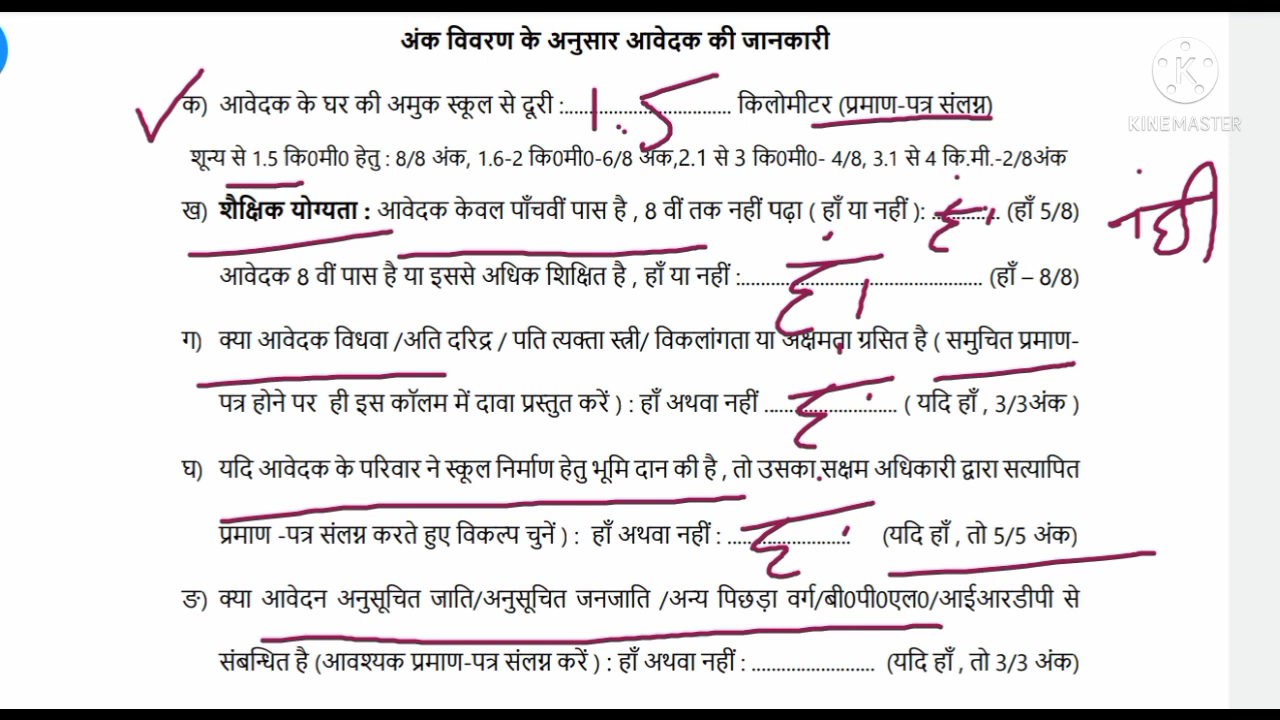 अंक विवरण के अनुसार आवेदक की जानकारी
क) आवेदक के घर की अमुक स्कूल से दूरी :....1.5.... किलोमीटर (प्रमाण-पत्र संलग्न)
KINEMASTER
शून्य से 1.5 कि0मी0 हेतु : 8/8 अंक, 1.6-2 कि0मी0-6/8 अंक,2.1 से 3 कि0मी0- 4/8, 3.1 से 4 कि.मी.-2/8अंक
ख) शैक्षिक योग्यता : आवेदक केवल पाँचवी पास है , 8 वीं तक नहीं पढ़ा ( हाँ या नहीं ): ............ (हाँ 5/8) नहीं
आवेदक 8 वीं पास है या इससे अधिक शिक्षित है , हाँ या नहीं :........................................ (हाँ – 8/8)
ग) क्या आवेदक विधवा /अति दरिद्र / पति त्यक्ता स्त्री/ विकलांगता या अक्षमता ग्रसित है ( समुचित प्रमाण-
पत्र होने पर ही इस कॉलम में दावा प्रस्तुत करें ) : हाँ अथवा नहीं ...................... ( यदि हाँ , 3/3अंक )
घ) यदि आवेदक के परिवार ने स्कूल निर्माण हेतु भूमि दान की है , तो उसका सक्षम अधिकारी द्वारा सत्यापित
प्रमाण -पत्र संलग्न करते हुए विकल्प चुनें ) : हाँ अथवा नहीं : ..................... (यदि हाँ , तो 5/5 अंक)
ङ) क्या आवेदन अनुसूचित जाति/अनुसूचित जनजाति /अन्य पिछड़ा वर्ग/बी0पी0एल0/आईआरडीपी से
संबन्धित है (आवश्यक प्रमाण-पत्र संलग्न करें ) : हाँ अथवा नहीं : ..................... (यदि हाँ , तो 3/3 अंक)